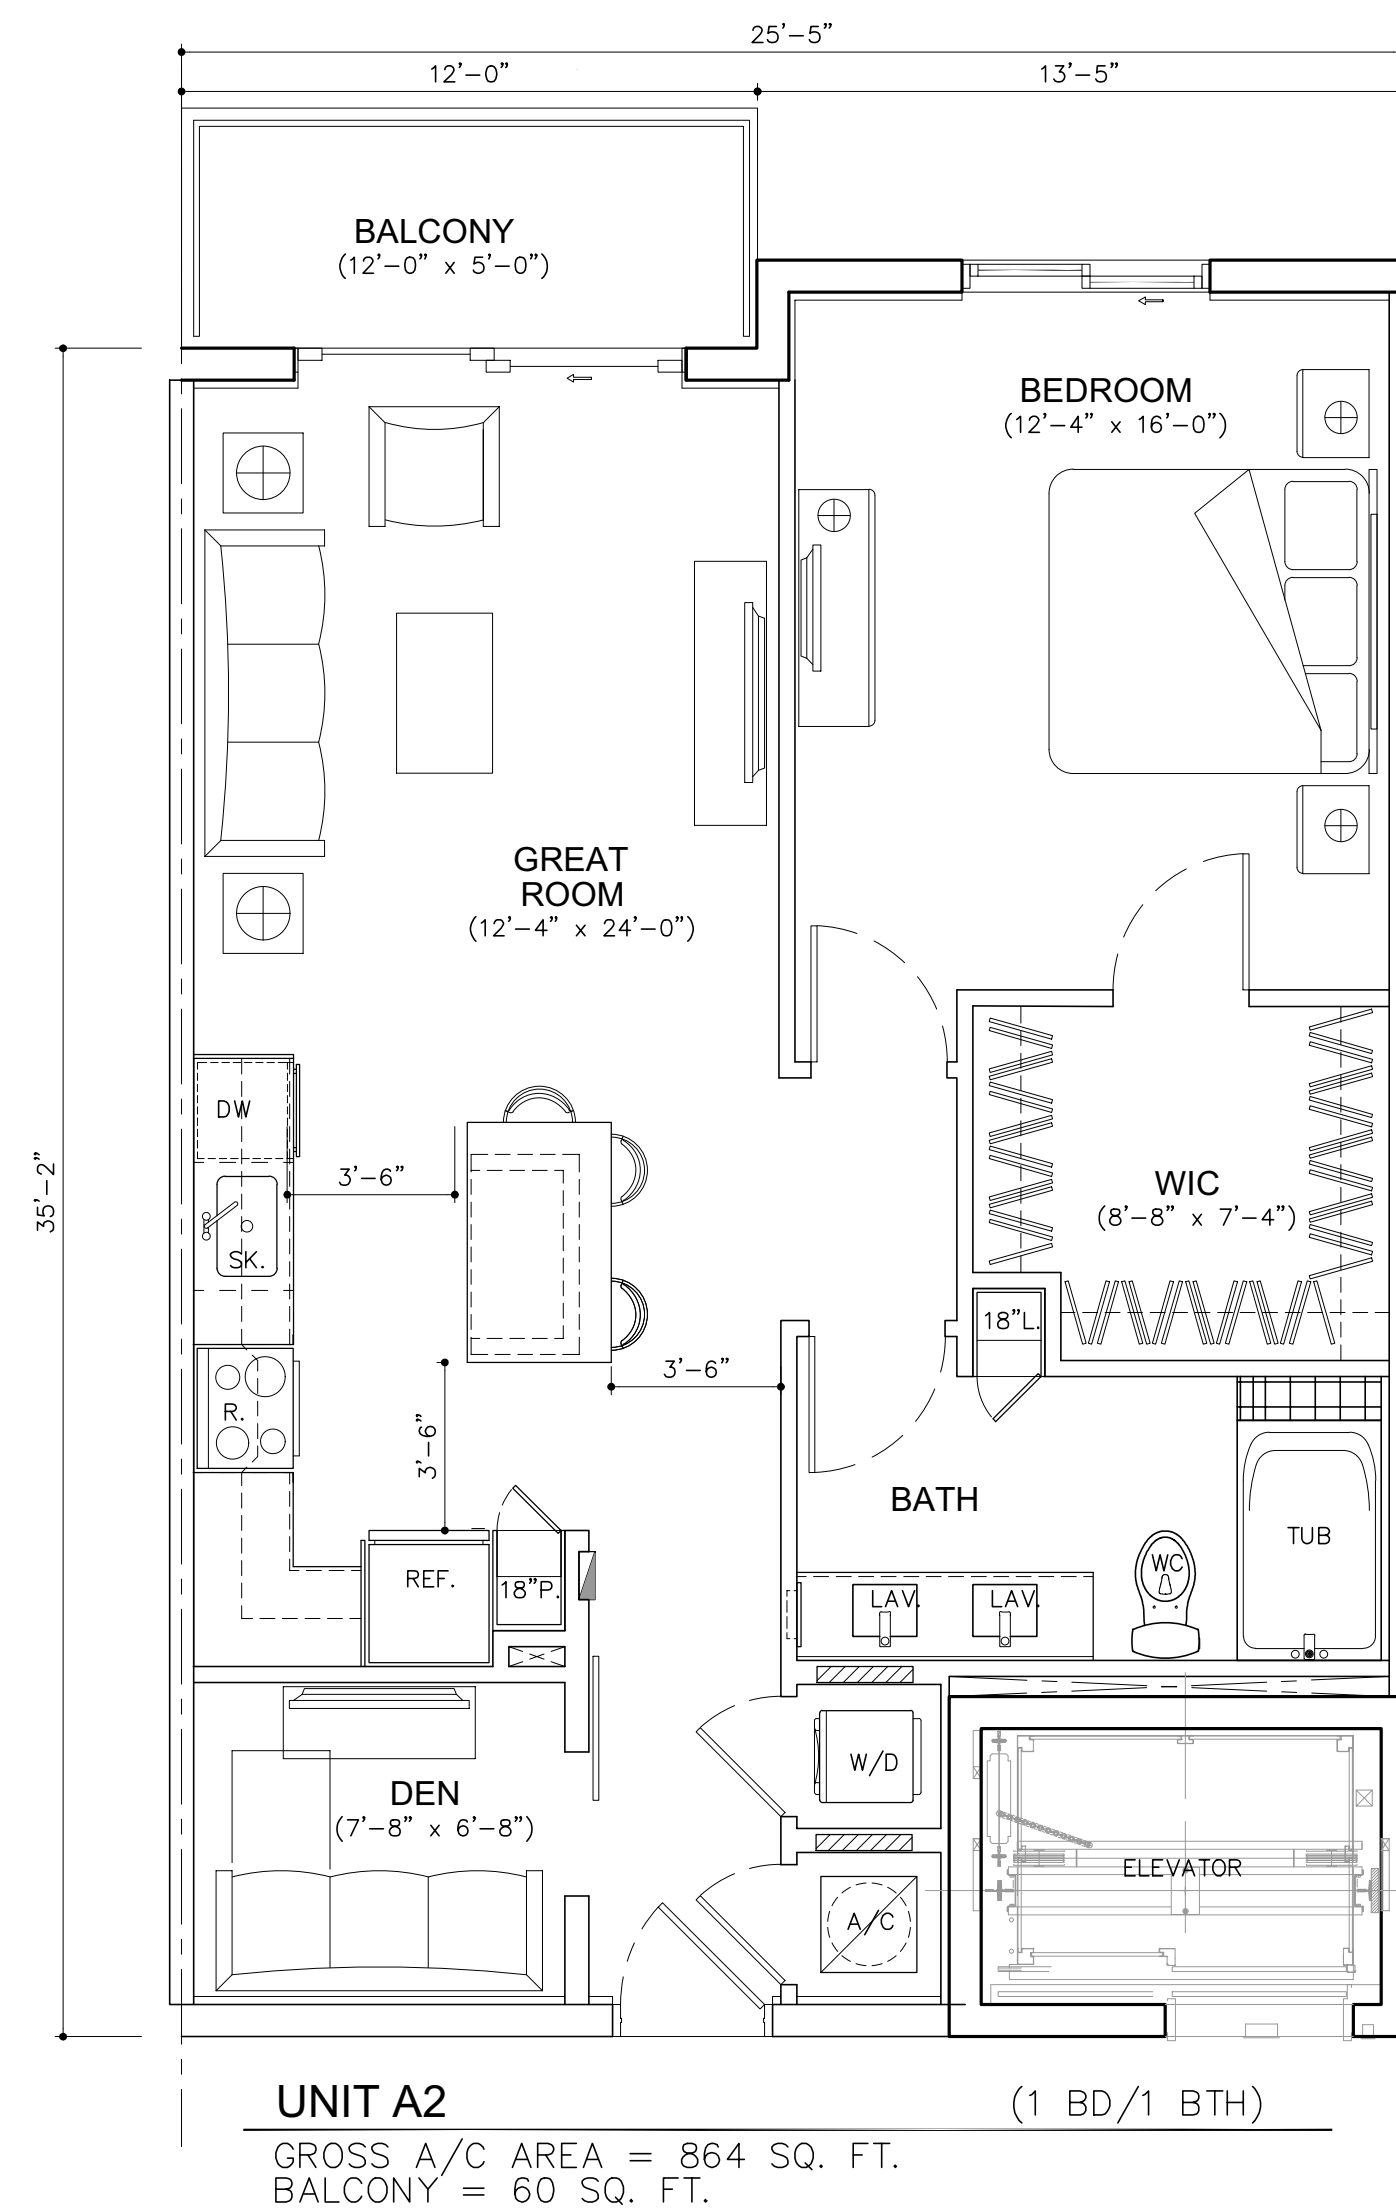 25'-5"
12'-0"
13'-5"
BALCONY
(12'-0" x 5'-0")
BEDROOM
(12'-4" x 16'-0")
GREAT
ROOM
(12'-4" x 24'-0")
35'-2"
DW
3'-6"
SK.
WIC
(8'-8" x 7'-4")
18"L.
3'-6"
R.
3'-6"
BATH
TUB
REF.
18"P.
WC
LAV.
LAV.
W/D
DEN
(7'-8" x 6'-8")
ELEVATOR
A/C
UNIT A2
(1 BD/1 BTH)
GROSS A/C AREA = 864 SQ. FT.
BALCONY = 60 SQ. FT.